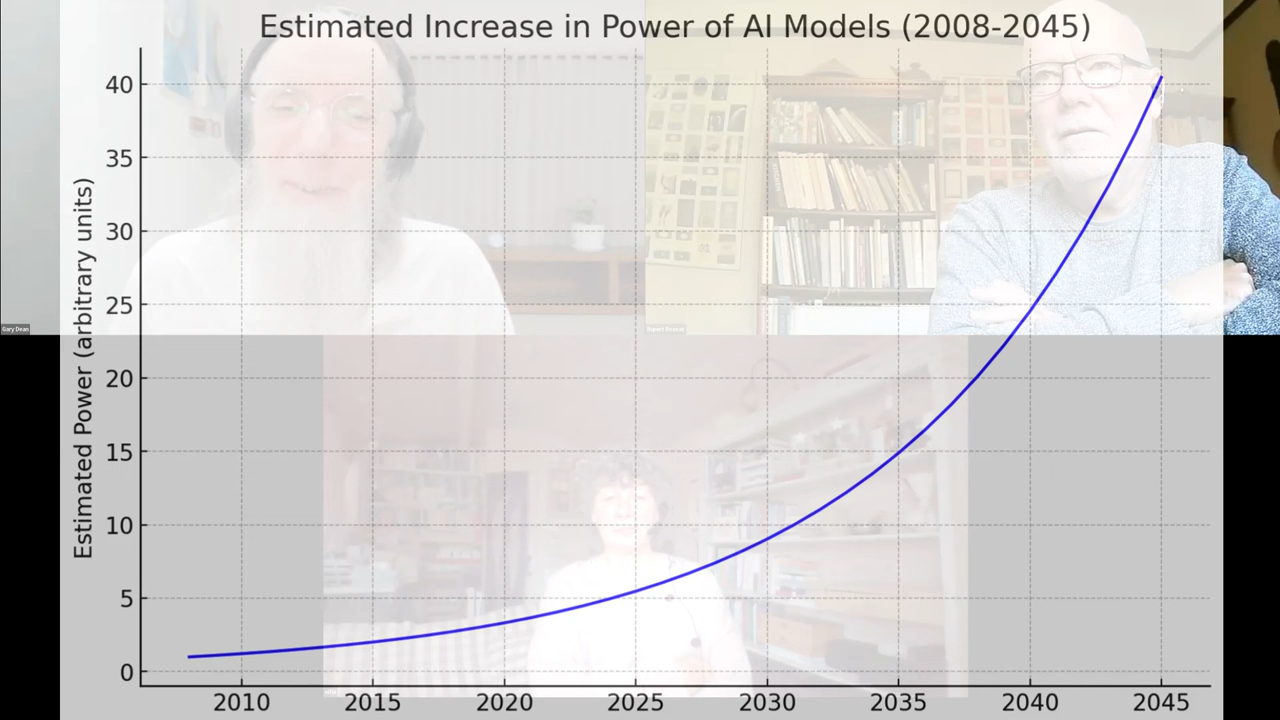 Estimated Increase in Power of AI Models (2008-2045)
Estimated Power (arbitrary units)
40
35
30
25
20
15
10
5
0
2010 2015 2020 2025 2030 2035 2040 2045
Gary Dean